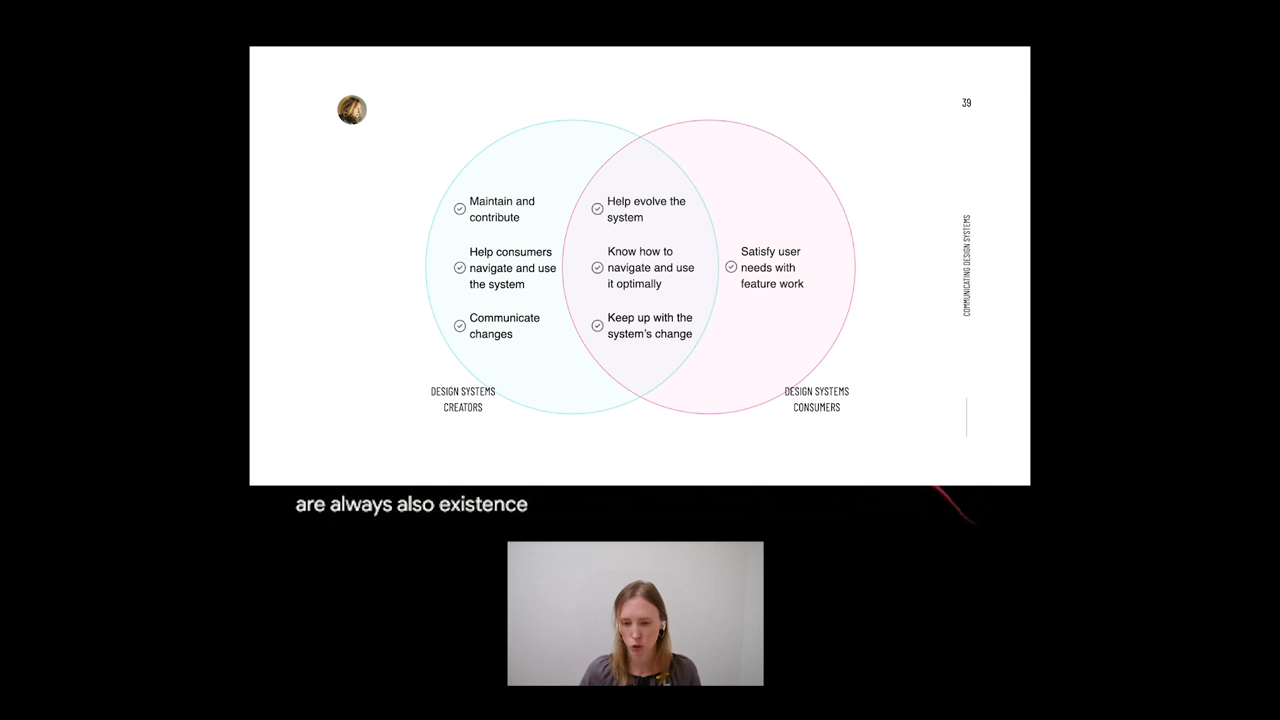 39
Maintain and
contribute
Help consumers
navigate and use
the system
Communicate
changes
Help evolve the
system
Know how to
navigate and use
it optimally
Keep up with the
system's change
Satisfy user
needs with
feature work
DESIGN SYSTEMS
CREATORS
DESIGN SYSTEMS
CONSUMERS
COMMUNICATING DESIGN SYSTEMS
are always also existence